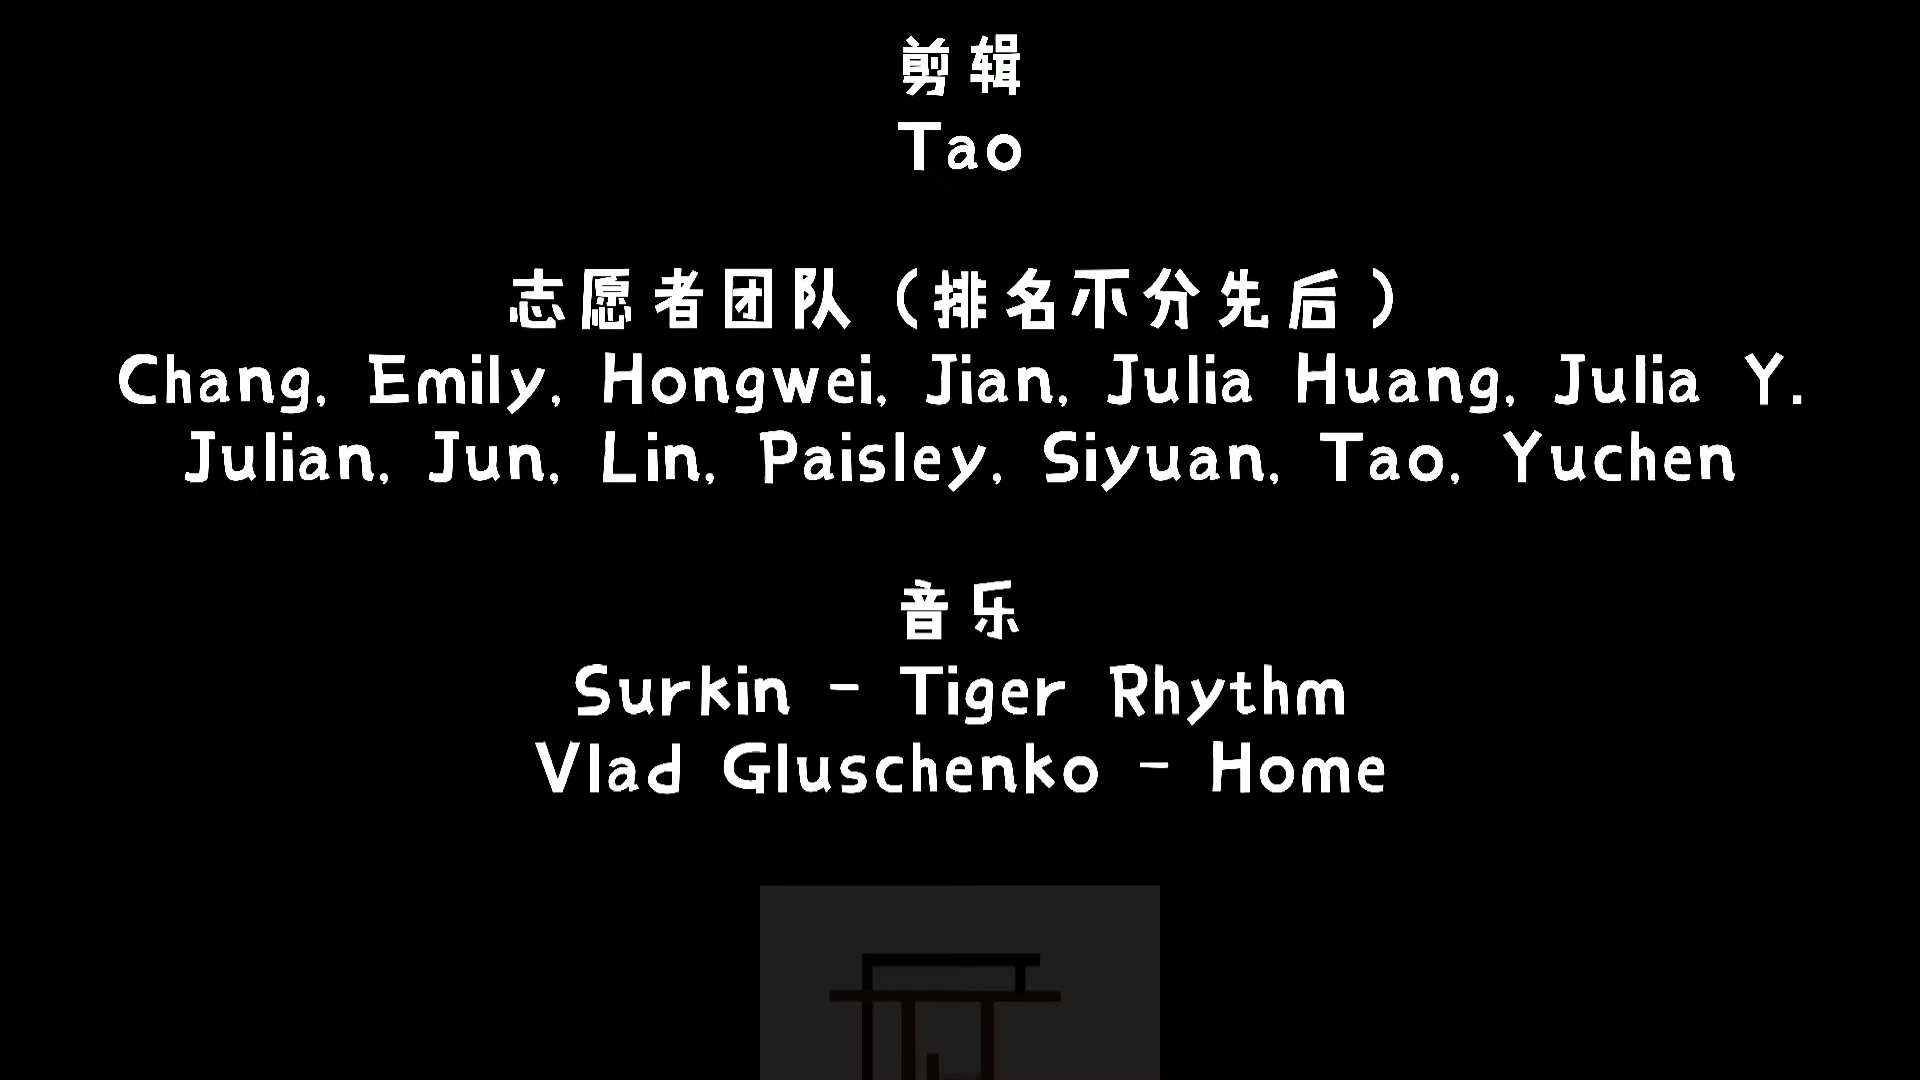 剪辑
Tao
志愿者团队（排名不分先后）
Chang, Emily, Hongwei, Jian, Julia Huang, Julia Y.
Julian, Jun, Lin, Paisley, Siyuan, Tao, Yuchen
音乐
Surkin - Tiger Rhythm
Vlad Gluschenko - Home